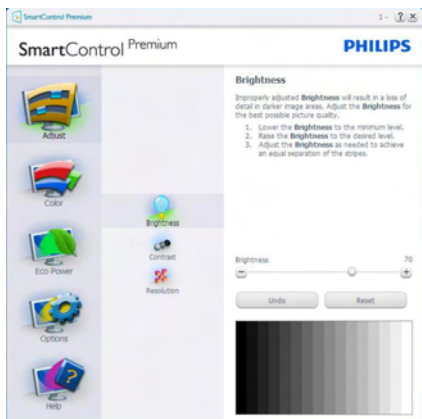 SmartControl Premium
1 - ? X
SmartControl Premium
PHILIPS
Adjust
Color
Eco Power
Options
Help
Brightness
Contrast
Resolution
Brightness
Improperly adjusted Brightness will result in a loss of
detail in darker image areas. Adjust the Brightness for
the best possible picture quality.
1. Lower the Brightness to the minimum level.
2. Raise the Brightness to the desired level.
3. Adjust the Brightness as needed to achieve
an equal separation of the stripes.
Brightness 70
Undo Reset